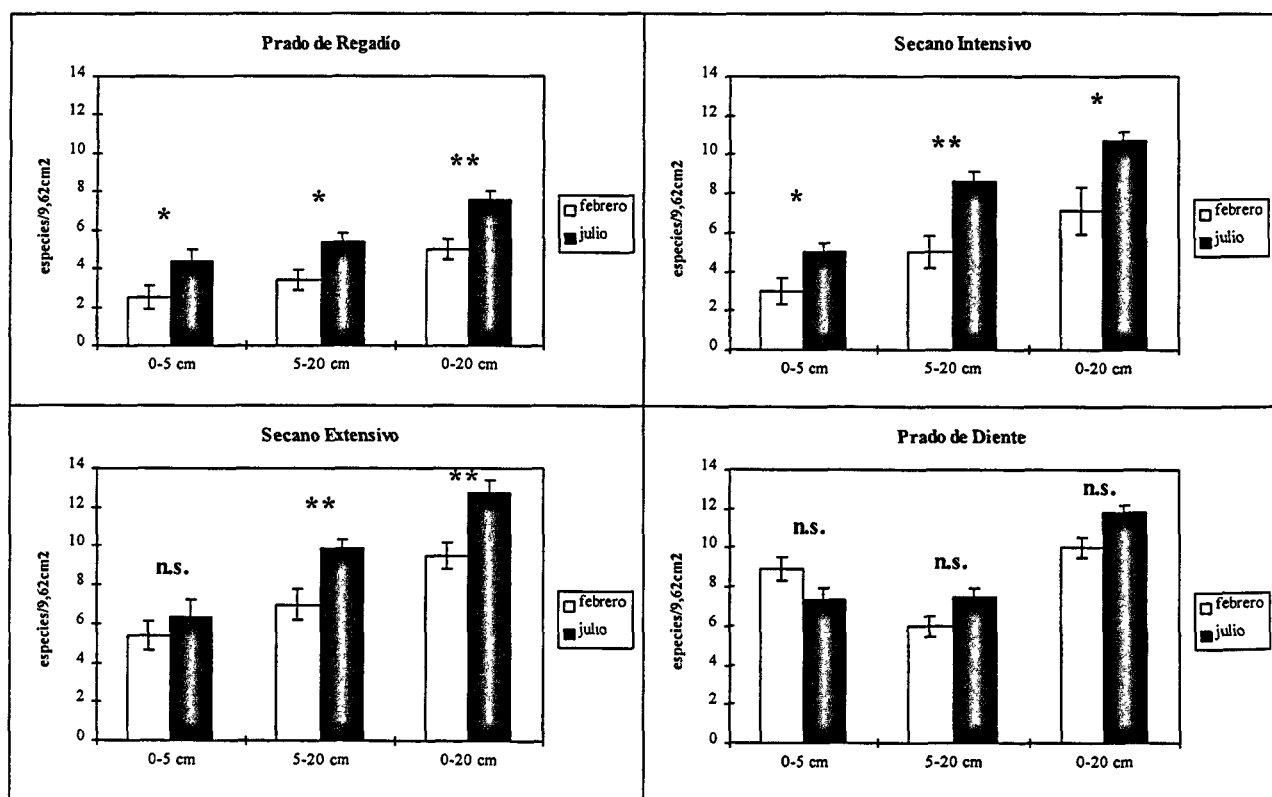 Prado de Regadío
especies/9,62cm2
14
12
10
8
6
4
2
0
*
*
**
0-5 cm
5-20 cm
0-20 cm
febrero
julio
Secano Intensivo
especies/9,62cm2
14
12
10
8
6
4
2
0
*
**
*
0-5 cm
5-20 cm
0-20 cm
febrero
julio
Secano Extensivo
especies/9,62cm2
14
12
10
8
6
4
2
0
n.s.
**
**
0-5 cm
5-20 cm
0-20 cm
febrero
julio
Prado de Diente
especies/9,62cm2
14
12
10
8
6
4
2
0
n.s.
n.s.
n.s.
0-5 cm
5-20 cm
0-20 cm
febrero
julio